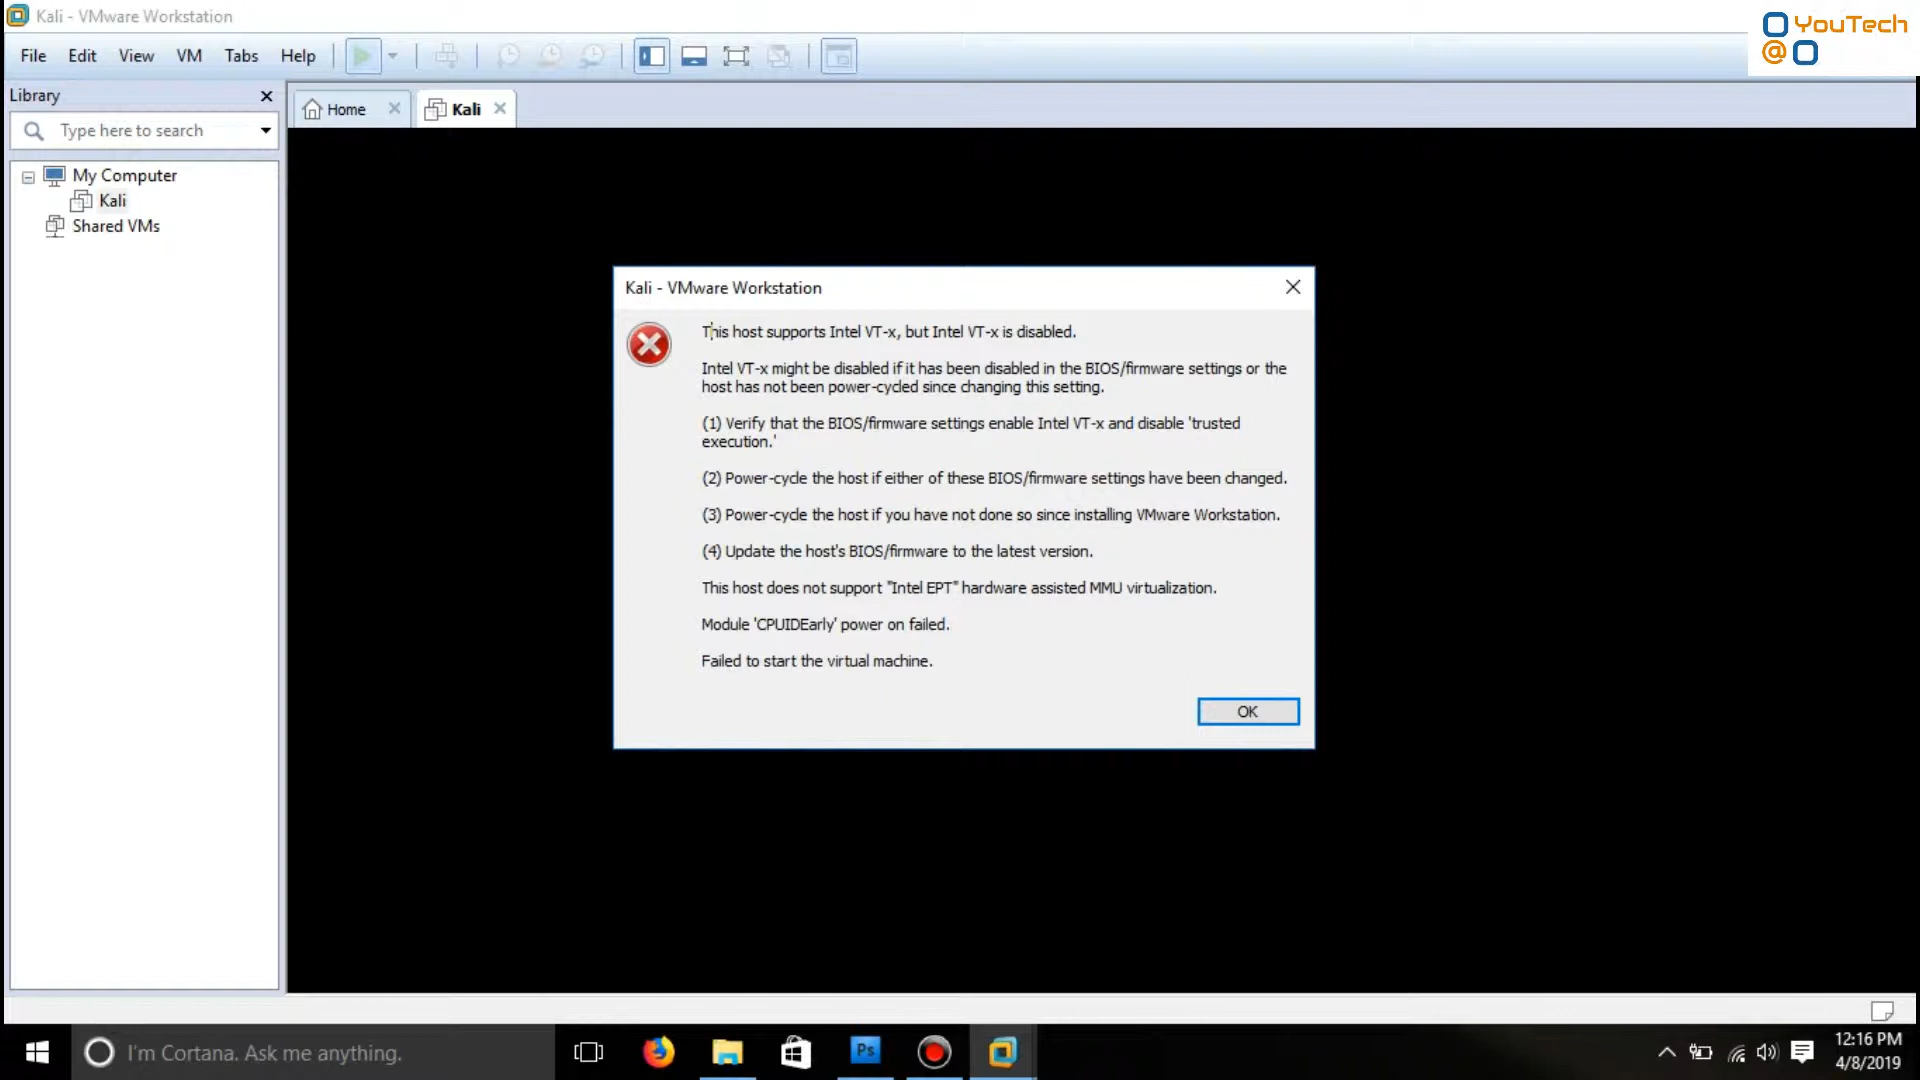 Kali - VMware Workstation
YouTech
@
File Edit View VM Tabs Help
Library
Home
Kali
Type here to search
My Computer
Kali
Shared VMs
Kali - VMware Workstation
This host supports Intel VT-x, but Intel VT-x is disabled.
Intel VT-x might be disabled if it has been disabled in the BIOS/firmware settings or the
host has not been power-cycled since changing this setting.
(1) Verify that the BIOS/firmware settings enable Intel VT-x and disable 'trusted
execution.'
(2) Power-cycle the host if either of these BIOS/firmware settings have been changed.
(3) Power-cycle the host if you have not done so since installing VMware Workstation.
(4) Update the host's BIOS/firmware to the latest version.
This host does not support "Intel EPT" hardware assisted MMU virtualization.
Module 'CPUIDEarly' power on failed.
Failed to start the virtual machine.
OK
I'm Cortana. Ask me anything.
Ps
12:16 PM
4/8/2019